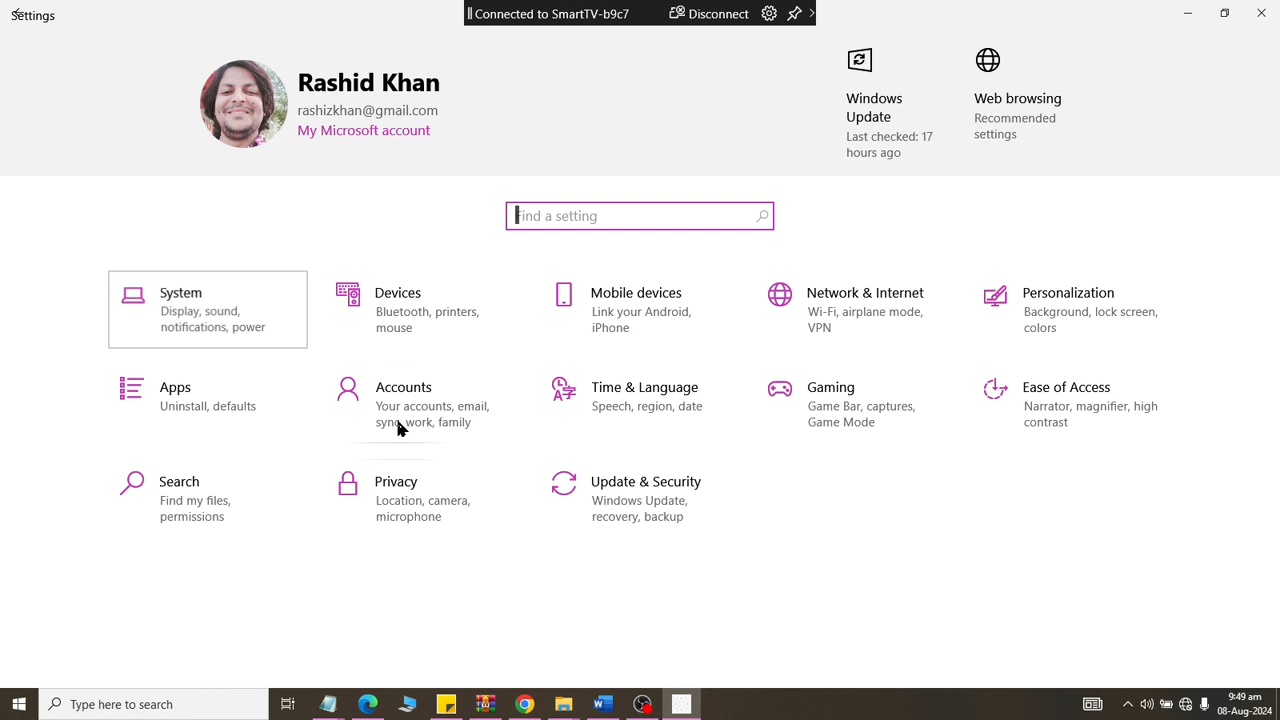 Settings
Connected to SmartTV-b9c7
Disconnect
Rashid Khan
rashizkhan@gmail.com
My Microsoft account
Windows
Update
Last checked: 17
hours ago
Web browsing
Recommended
settings
Find a setting
System
Display, sound,
notifications, power
Devices
Bluetooth, printers,
mouse
Mobile devices
Link your Android,
iPhone
Network & Internet
Wi-Fi, airplane mode,
VPN
Personalization
Background, lock screen,
colors
Apps
Uninstall, defaults
Accounts
Your accounts, email,
sync, work, family
Time & Language
Speech, region, date
Gaming
Game Bar, captures,
Game Mode
Ease of Access
Narrator, magnifier, high
contrast
Search
Find my files,
permissions
Privacy
Location, camera,
microphone
Update & Security
Windows Update,
recovery, backup
Type here to search
9:49 am
08-Aug-2024